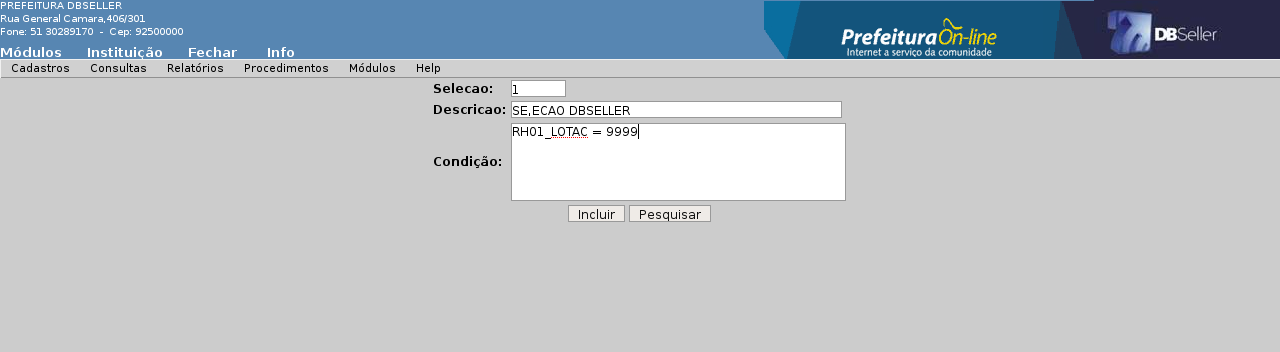 PREFEITURA DBSELLER
Rua General Camara,406/301
Fone: 51 30289170 - Cep: 92500000
Prefeitura On-line
Internet a serviço da comunidade
DBSeller
Módulos Instituição Fechar Info
Cadastros Consultas Relatórios Procedimentos Módulos Help
Selecao: 1
Descricao: SE,ECAO DBSELLER
Condição: RH01_LOTAC = 9999
Incluir Pesquisar